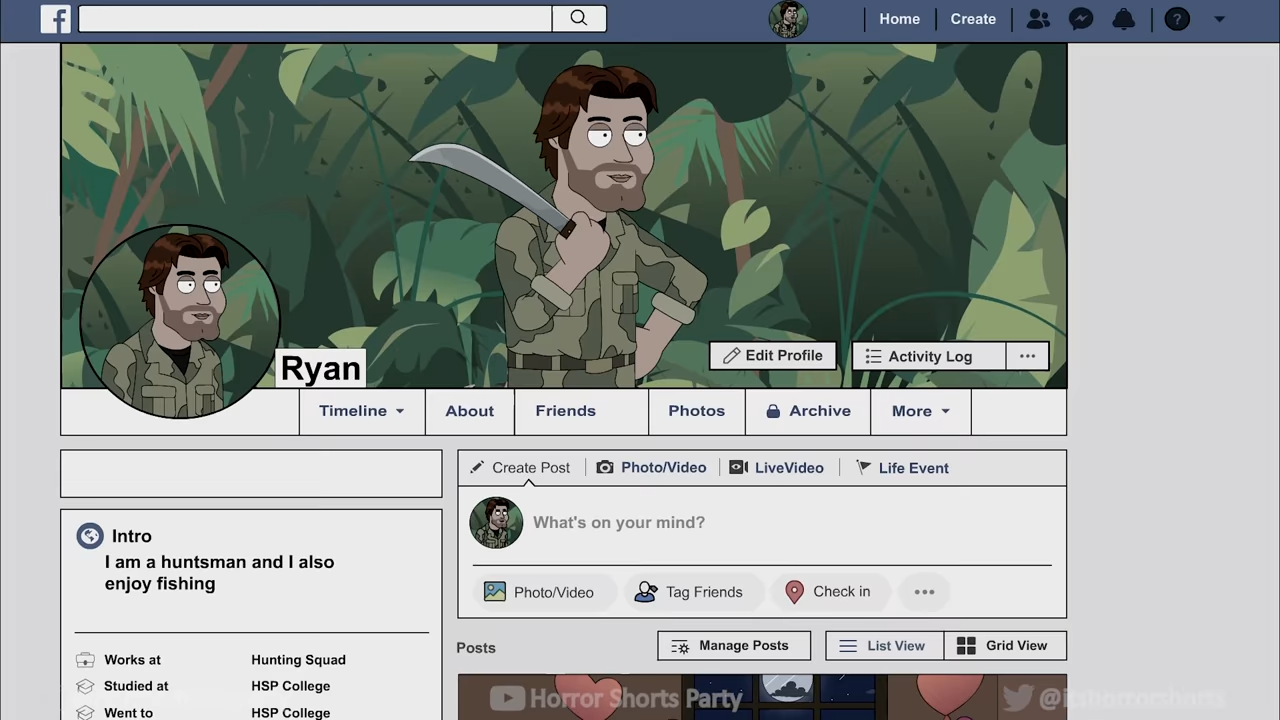 f
Home
Create
?
Ryan
Edit Profile
Activity Log
Timeline
About
Friends
Photos
Archive
More
Create Post
Photo/Video
LiveVideo
Life Event
What's on your mind?
Photo/Video
Tag Friends
Check in
Intro
I am a huntsman and I also
enjoy fishing
Works at Hunting Squad
Studied at HSP College
Went to HSP College
Posts
Manage Posts
List View
Grid View
Horror Shorts Party
@itshorrorshorts